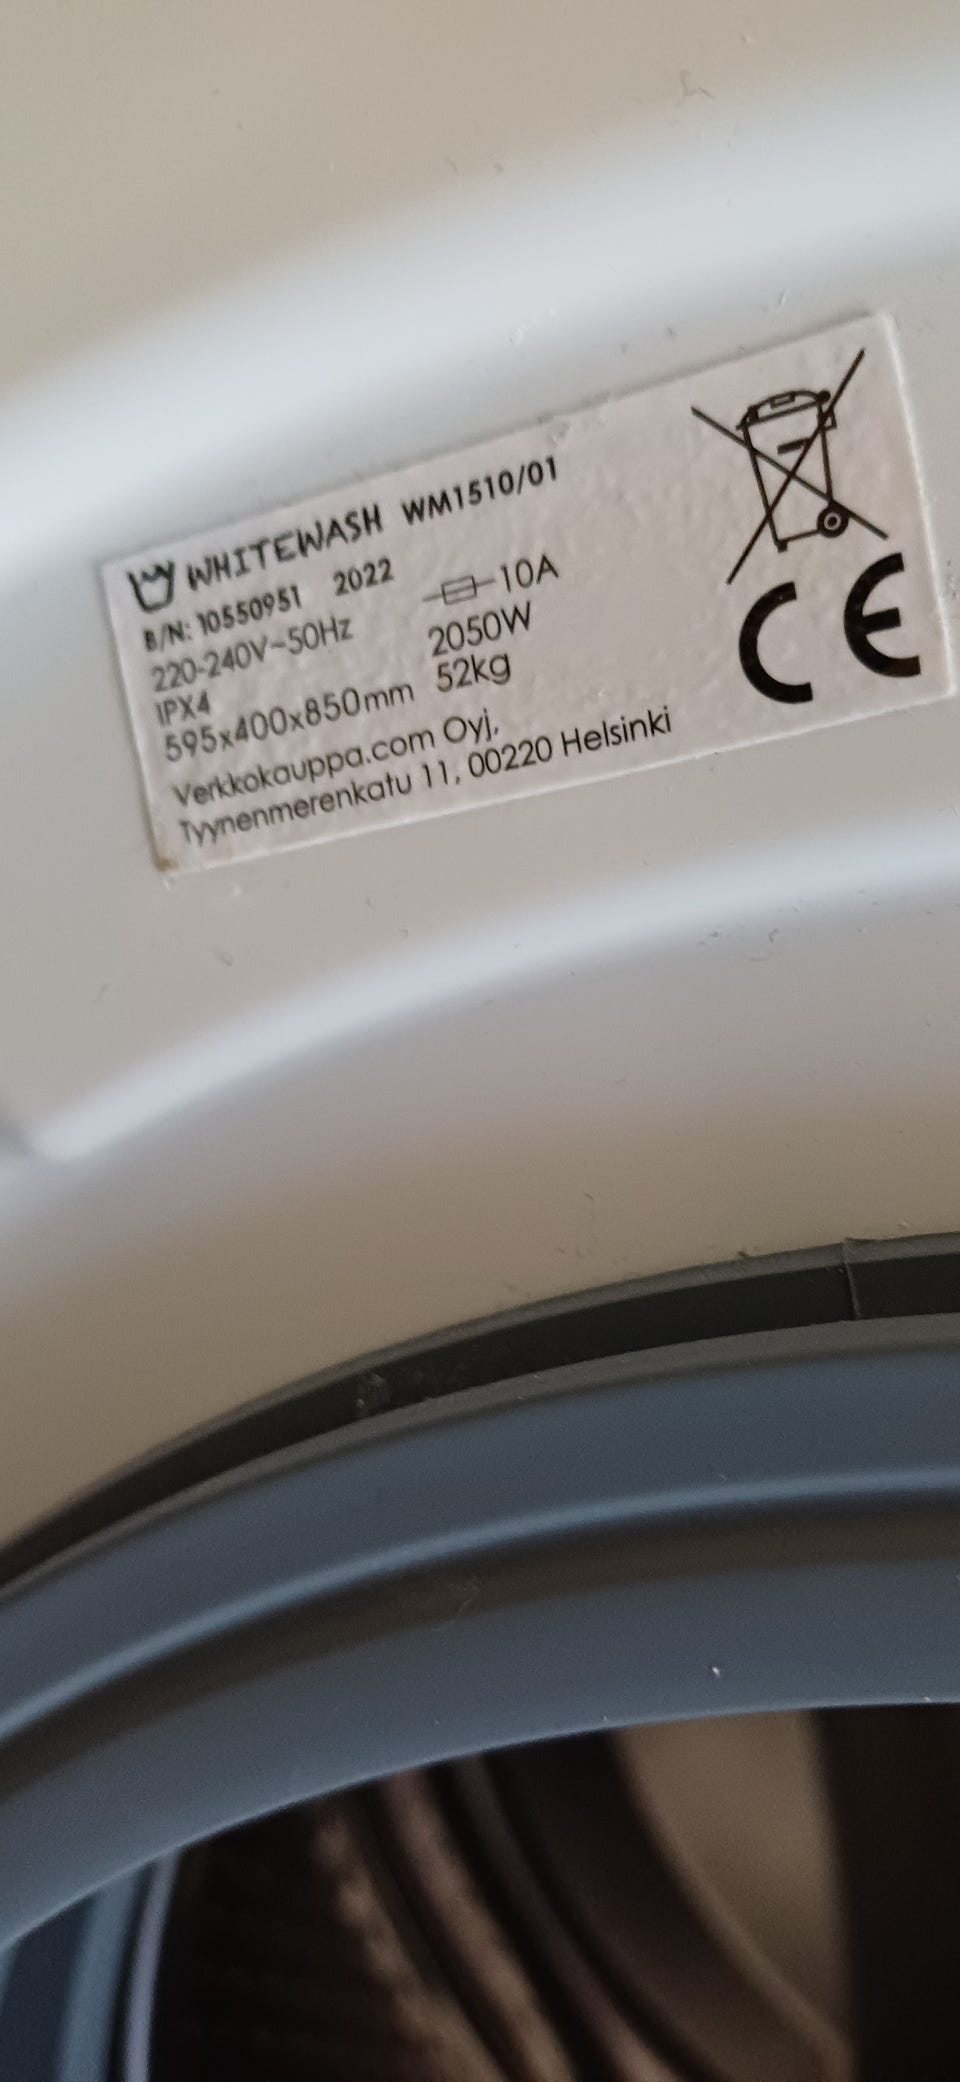 WHITEWASH WM1510/01
B/N: 10550951 2022
220-240V~50Hz 10A
IPX4 2050W
595x400x850mm 52kg
Verkkokauppa.com Oyj,
Tyynenmerenkatu 11, 00220 Helsinki
CE